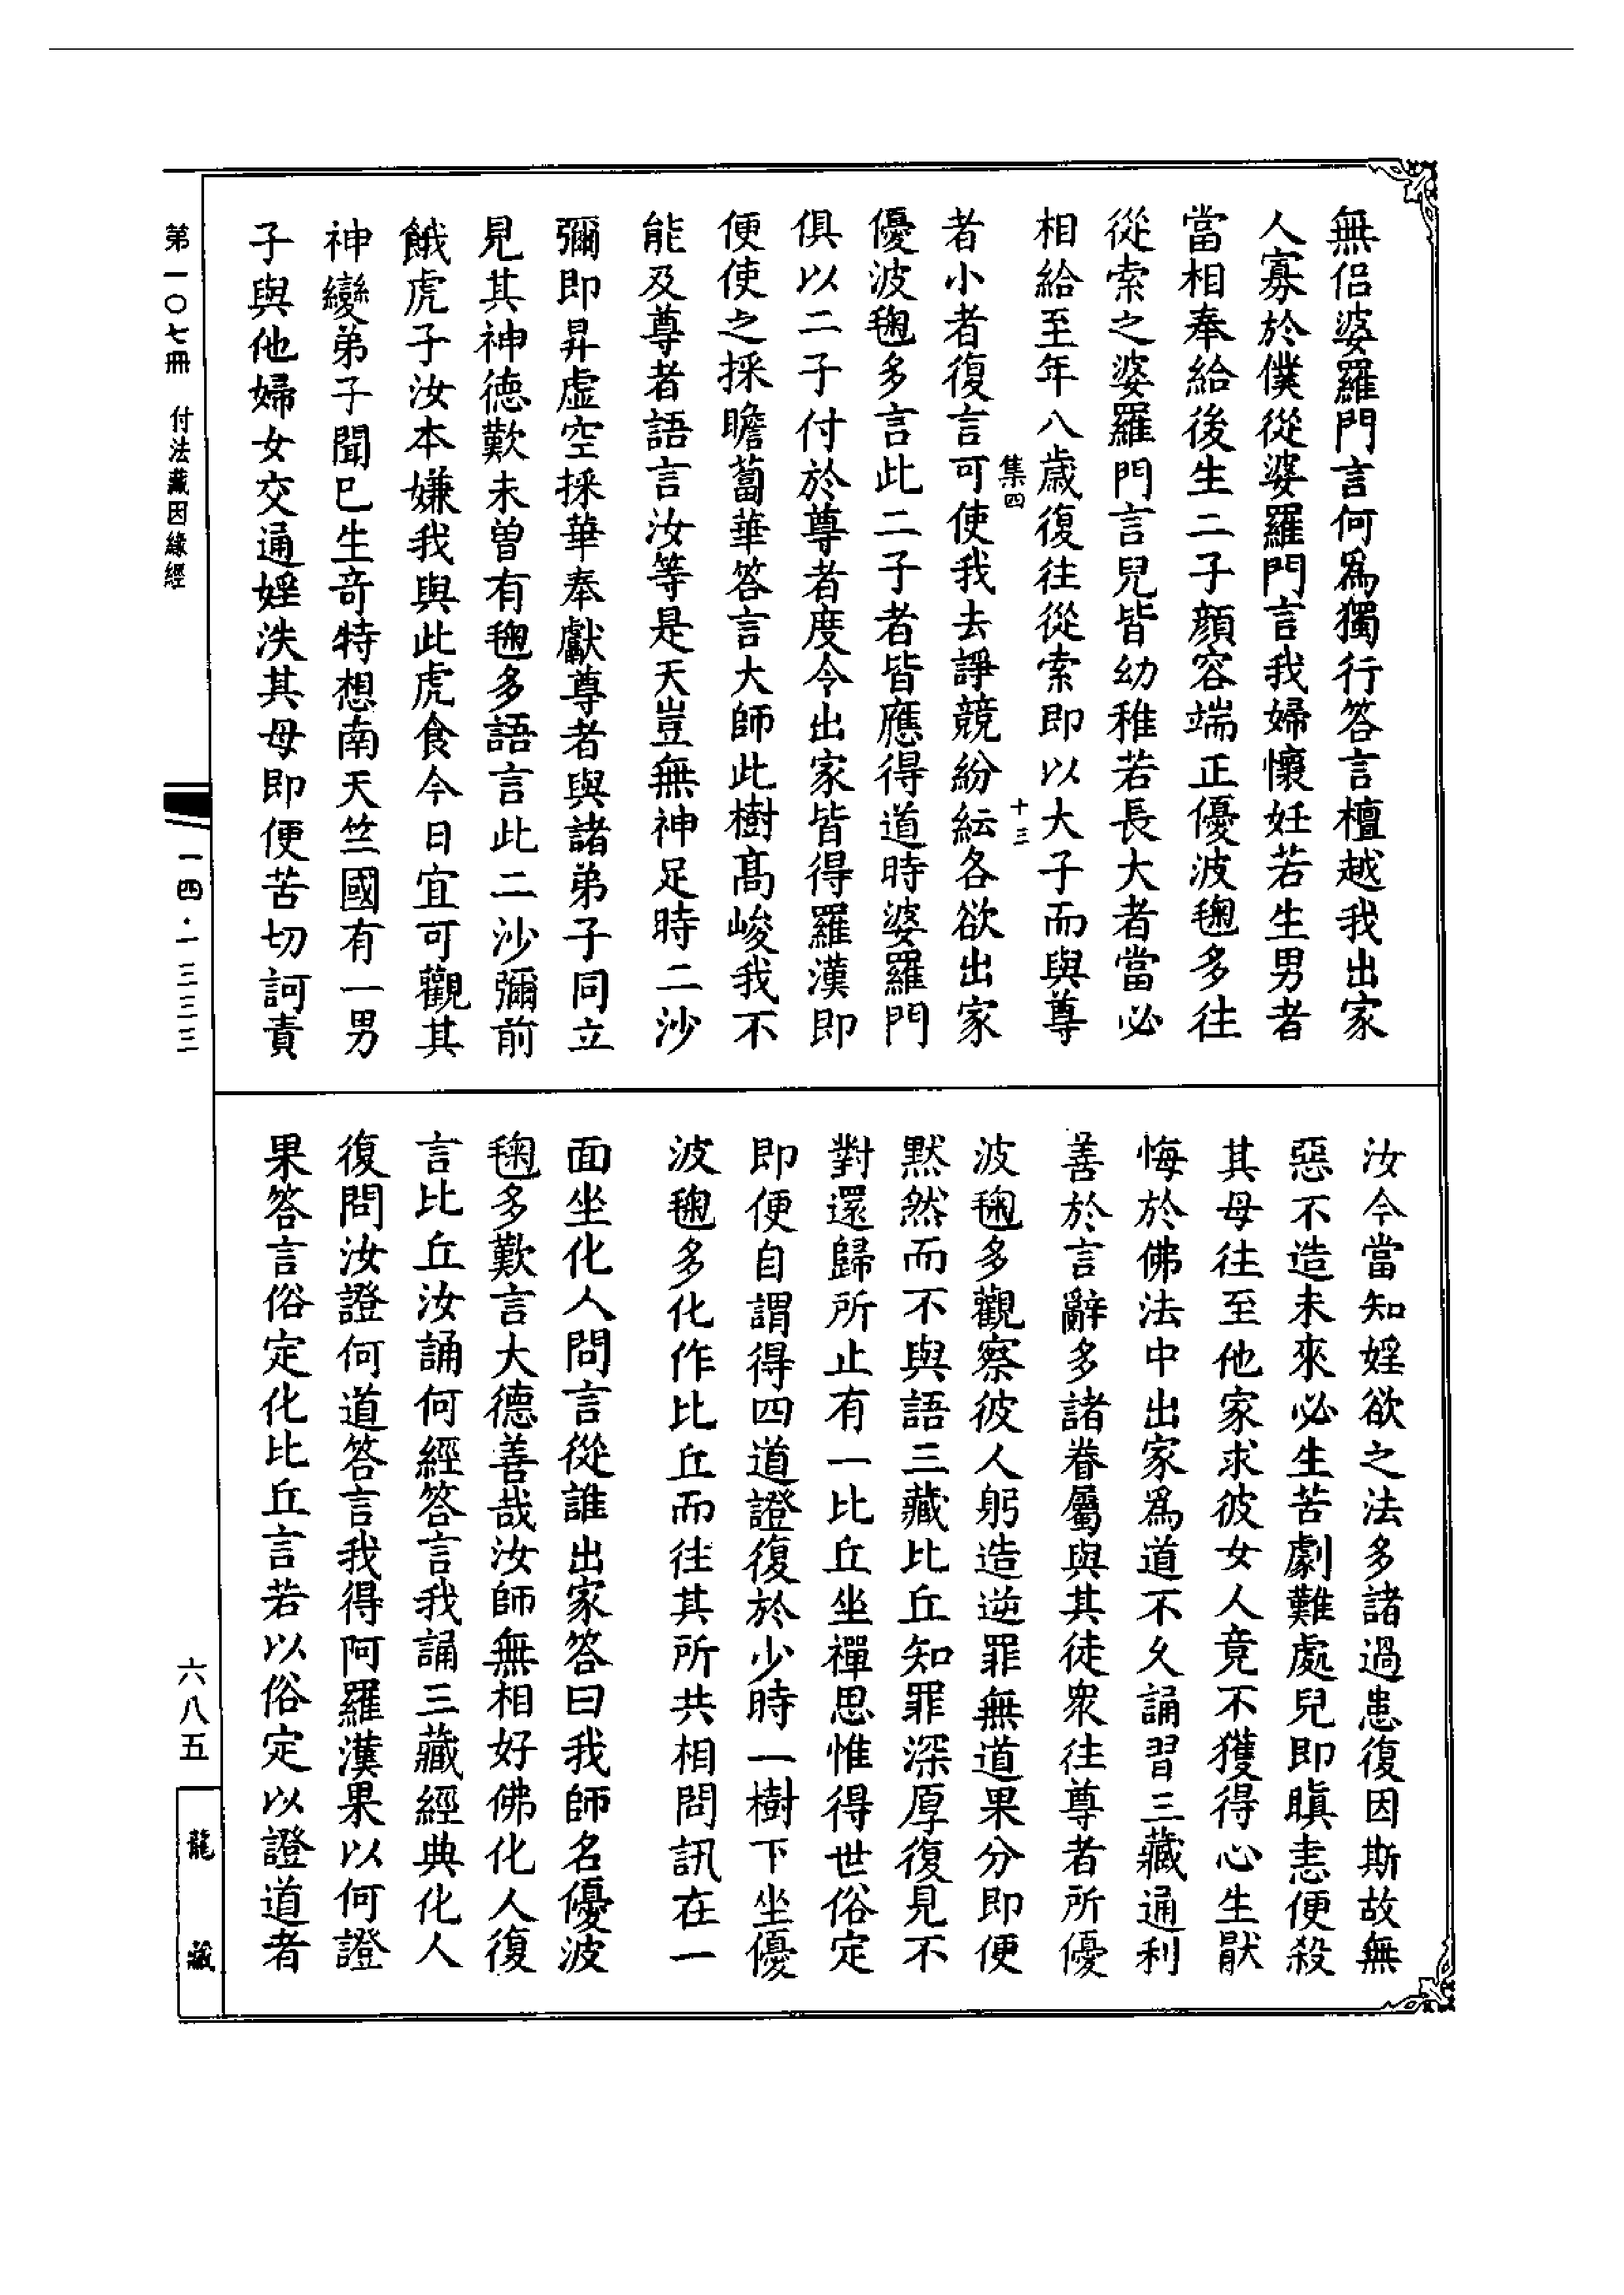 無侣婆羅門言何爲獨行答言檀越我出家
人寡於僕從婆羅門言我婦懷妊若生男者
當相奉給後生二子顔容端正優波毱多往
從索之婆羅門言兒皆幼稚若長大者當必
相給至年八歲復往從索即以大子而與尊
集四
十三
者小者復言可使我去諍競紛紜各欲出家
優波毱多言此二子者皆應得道時婆羅門
俱以二子付於尊者度令出家皆得羅漢即
便使之採瞻蔔華答言大師此樹髙峻我不
能及尊者語言汝等是天豈無神足時二沙
彌即昇虛空採華奉獻尊者與諸弟子同立
見其神德歎未曽有毱多語言此二沙彌前
餓虎子汝本嫌我與此虎食今日宜可觀其
神變弟子聞已生竒特想南天竺國有一男
子與他婦女交通婬泆其母即便苦切訶責
汝今當知婬欲之法多諸過患復因斯故無
惡不造未來必生苦劇難處兒即瞋恚便殺
其母往至他家求彼女人竟不獲得心生猒
悔於佛法中出家爲道不乆誦習三藏通利
善於言辭多諸眷屬與其徒衆往尊者所優
波毱多觀察彼人躬造逆罪無道果分即便
黙然而不與語三藏比丘知罪深厚復見不
對還歸所止有一比丘坐禪思惟得世俗定
即便自謂得四道證復於少時一樹下坐優
波毱多化作比丘而往其所共相問訊在一
面坐化人問言從誰出家答曰我師名優波
毱多歎言大德善哉汝師無相好佛化人復
言比丘汝誦何經答言我誦三藏經典化人
復問汝證何道答言我得阿羅漢果以何證
果答言俗定化比丘言若以俗定以證道者
第一〇七冊　付法藏因緣經
一四·一三三三
六八五
龍藏